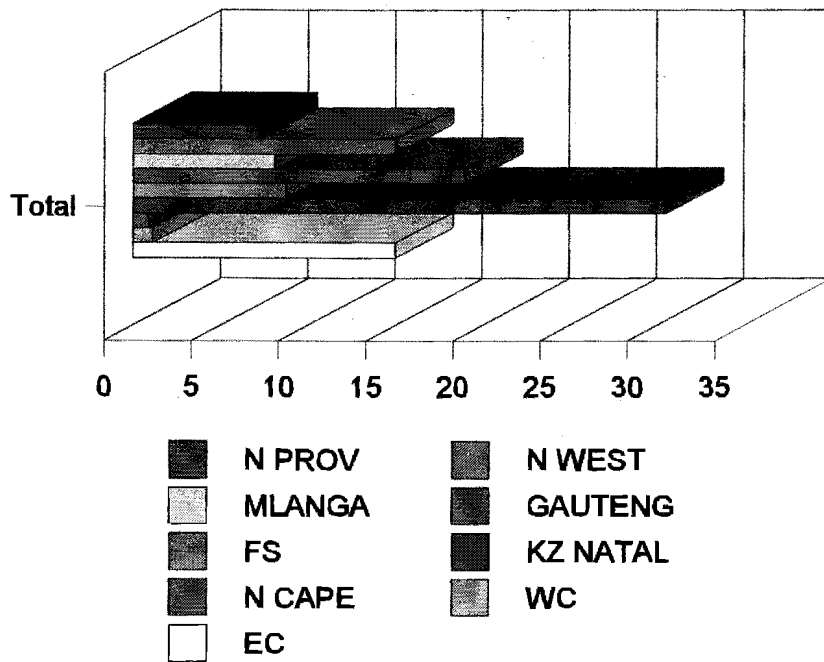 Total
0 5 10 15 20 25 30 35
N PROV N WEST
MLANGA GAUTENG
FS KZ NATAL
N CAPE WC
EC